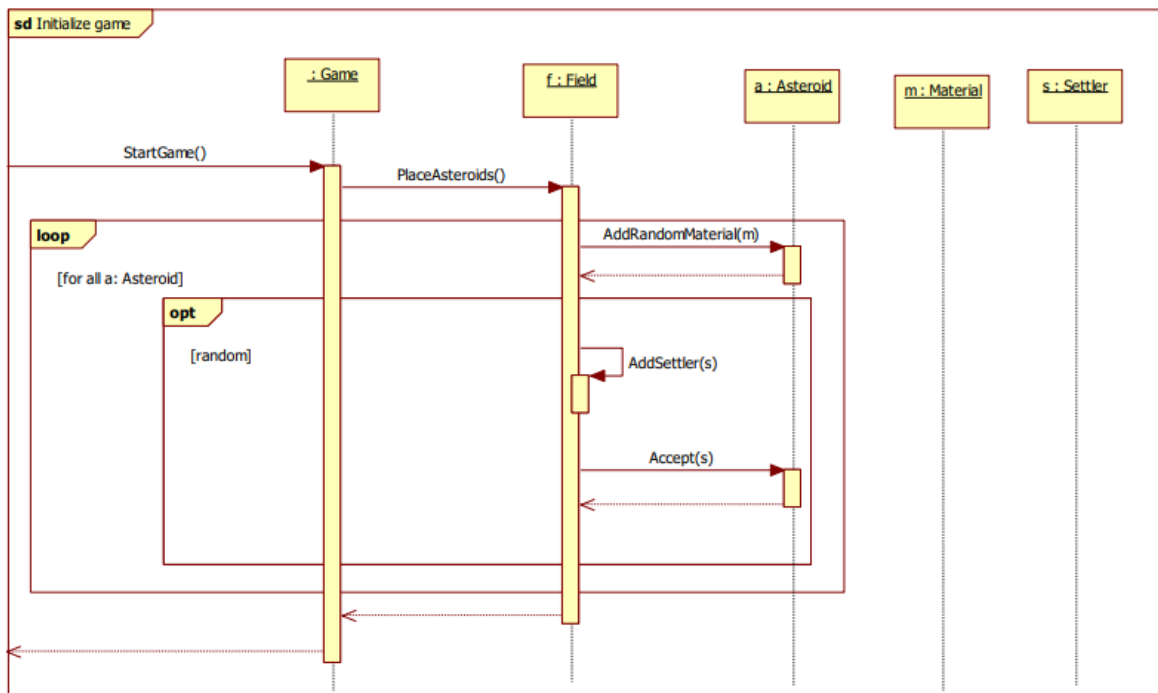 sd Initialize game
: Game
f : Field
a : Asteroid
m : Material
s : Settler
StartGame()
PlaceAsteroids()
loop
AddRandomMaterial(m)
[for all a: Asteroid]
opt
[random]
AddSettler(s)
Accept(s)